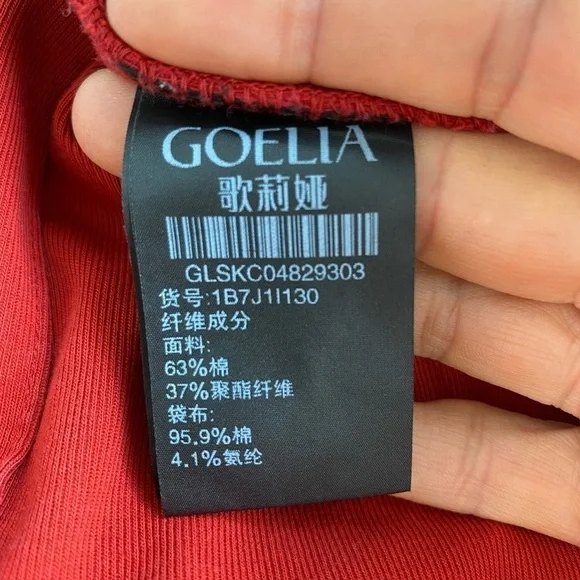 GOELIA
歌莉娅
GLSKC04829303
货号:1B7J1I130
纤维成分
面料:
63%棉
37%聚酯纤维
袋布:
95.9%棉
4.1%氨纶